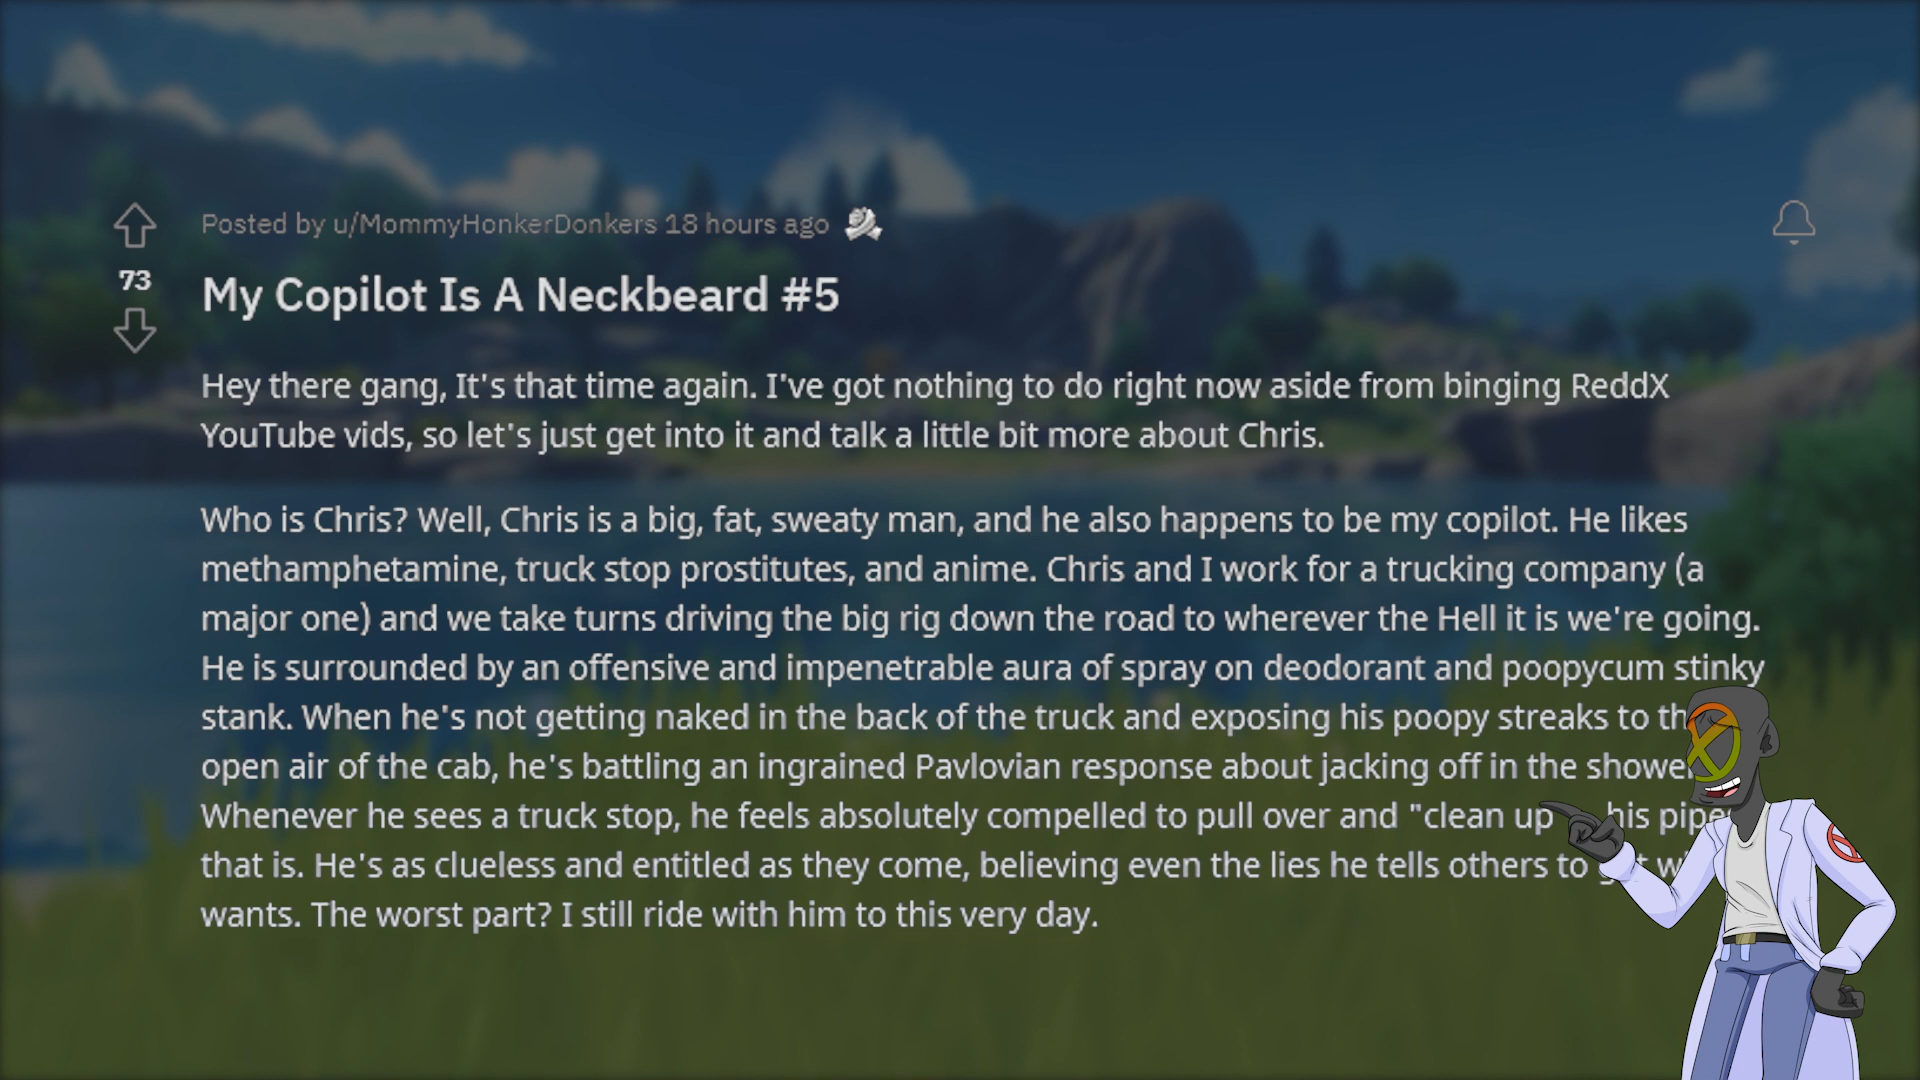 Posted by u/MommyHonkerDonkers 18 hours ago
73
My Copilot Is A Neckbeard #5
Hey there gang, It's that time again. I've got nothing to do right now aside from binging ReddX
YouTube vids, so let's just get into it and talk a little bit more about Chris.
Who is Chris? Well, Chris is a big, fat, sweaty man, and he also happens to be my copilot. He likes
methamphetamine, truck stop prostitutes, and anime. Chris and I work for a trucking company (a
major one) and we take turns driving the big rig down the road to wherever the Hell it is we're going.
He is surrounded by an offensive and impenetrable aura of spray on deodorant and poopycum stinky
stank. When he's not getting naked in the back of the truck and exposing his poopy streaks to
open air of the cab, he's battling an ingrained Pavlovian response about jacking off in the
Whenever he sees a truck stop, he feels absolutely compelled to pull over and "clean up his
that is. He's as clueless and entitled as they come, believing even the lies he tells others to
wants. The worst part? I still ride with him to this very day.